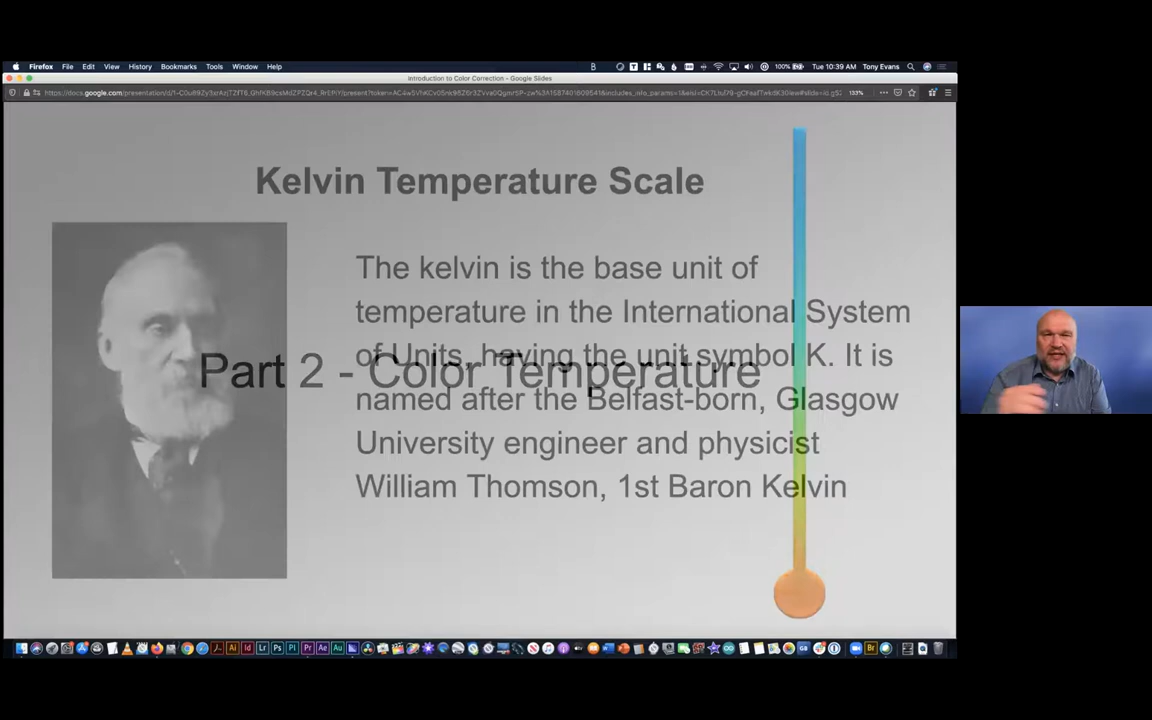 Firefox File Edit View History Bookmarks Tools Window Help 100% Tue 10:39 AM Tony Evans
Introduction to Color Correction - Google Slides
133%
Kelvin Temperature Scale
The kelvin is the base unit of
temperature in the International System
of Units, having the unit symbol K. It is
Part 2 - Color Temperature
named after the Belfast-born, Glasgow
University engineer and physicist
William Thomson, 1st Baron Kelvin